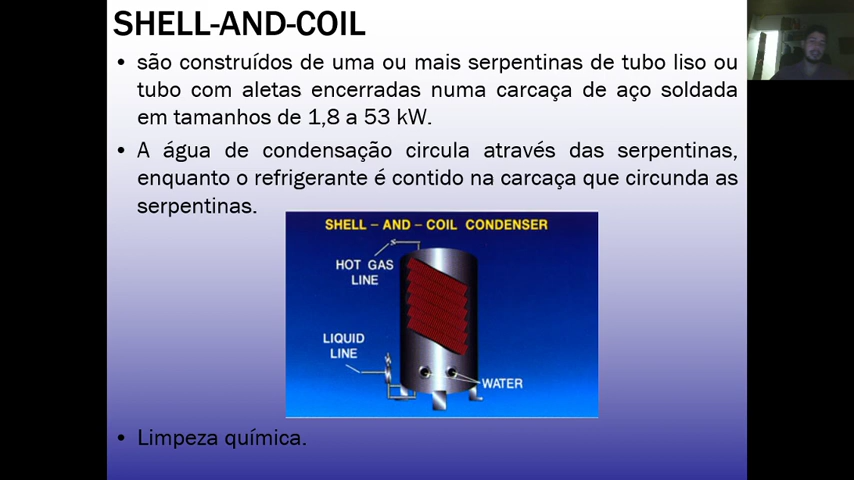 SHELL-AND-COIL
• são construídos de uma ou mais serpentinas de tubo liso ou
tubo com aletas encerradas numa carcaça de aço soldada
em tamanhos de 1,8 a 53 kW.
• A água de condensação circula através das serpentinas,
enquanto o refrigerante é contido na carcaça que circunda as
serpentinas.
SHELL – AND – COIL CONDENSER
HOT GAS
LINE
LIQUID
LINE
WATER
• Limpeza química.